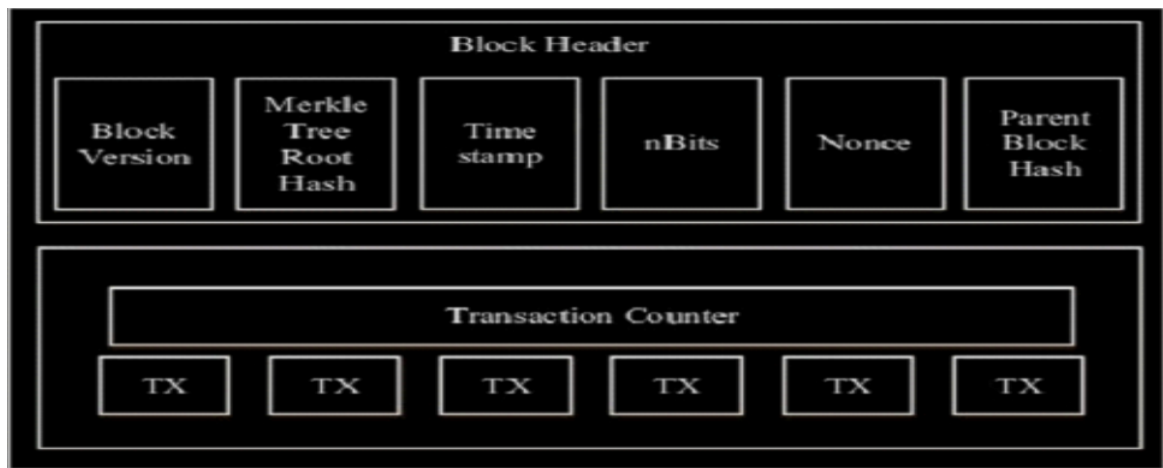 Block Header
Block
Version
Merkle
Tree
Root
Hash
Time
stamp
nBits
Nonce
Parent
Block
Hash
Transaction Counter
TX
TX
TX
TX
TX
TX